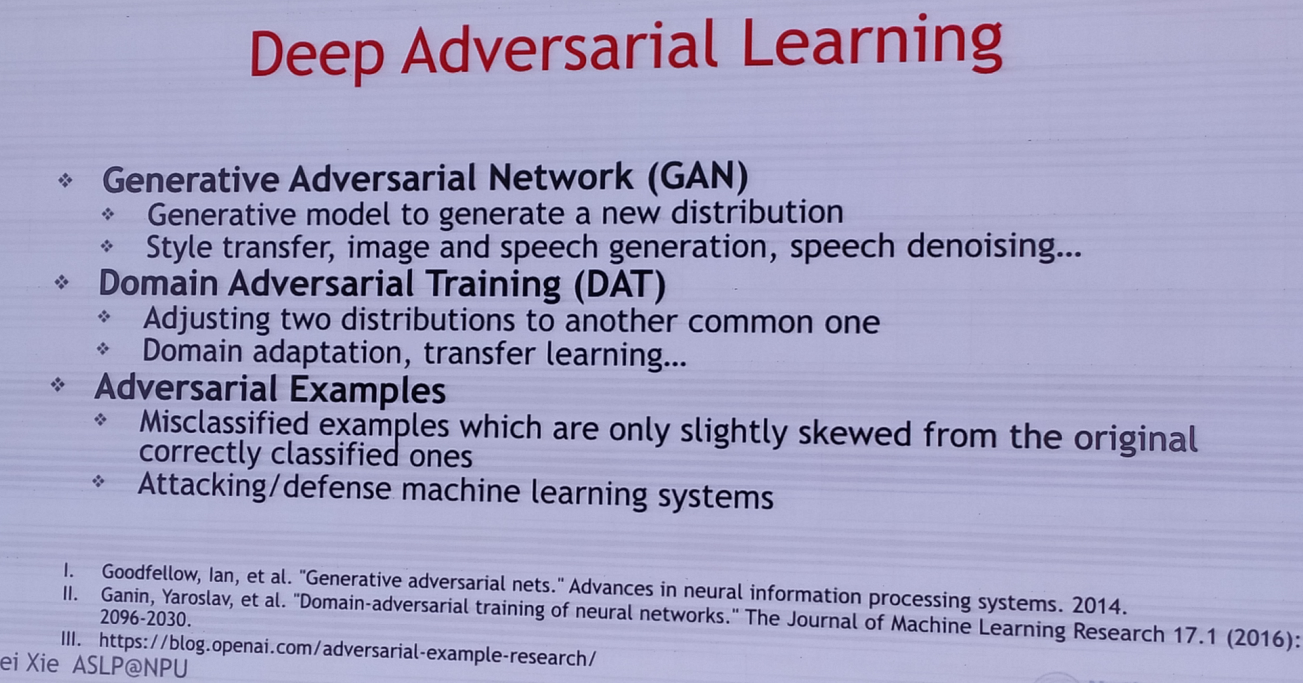 Deep Adversarial Learning
❖ Generative Adversarial Network (GAN)
❖ Generative model to generate a new distribution
❖ Style transfer, image and speech generation, speech denoising...
❖ Domain Adversarial Training (DAT)
❖ Adjusting two distributions to another common one
❖ Domain adaptation, transfer learning...
❖ Adversarial Examples
❖ Misclassified examples which are only slightly skewed from the original
correctly classified ones
❖ Attacking/defense machine learning systems
I. Goodfellow, Ian, et al. "Generative adversarial nets." Advances in neural information processing systems. 2014.
II. Ganin, Yaroslav, et al. "Domain-adversarial training of neural networks." The Journal of Machine Learning Research 17.1 (2016):
2096-2030.
III. https://blog.openai.com/adversarial-example-research/
ei Xie ASLP@NPU